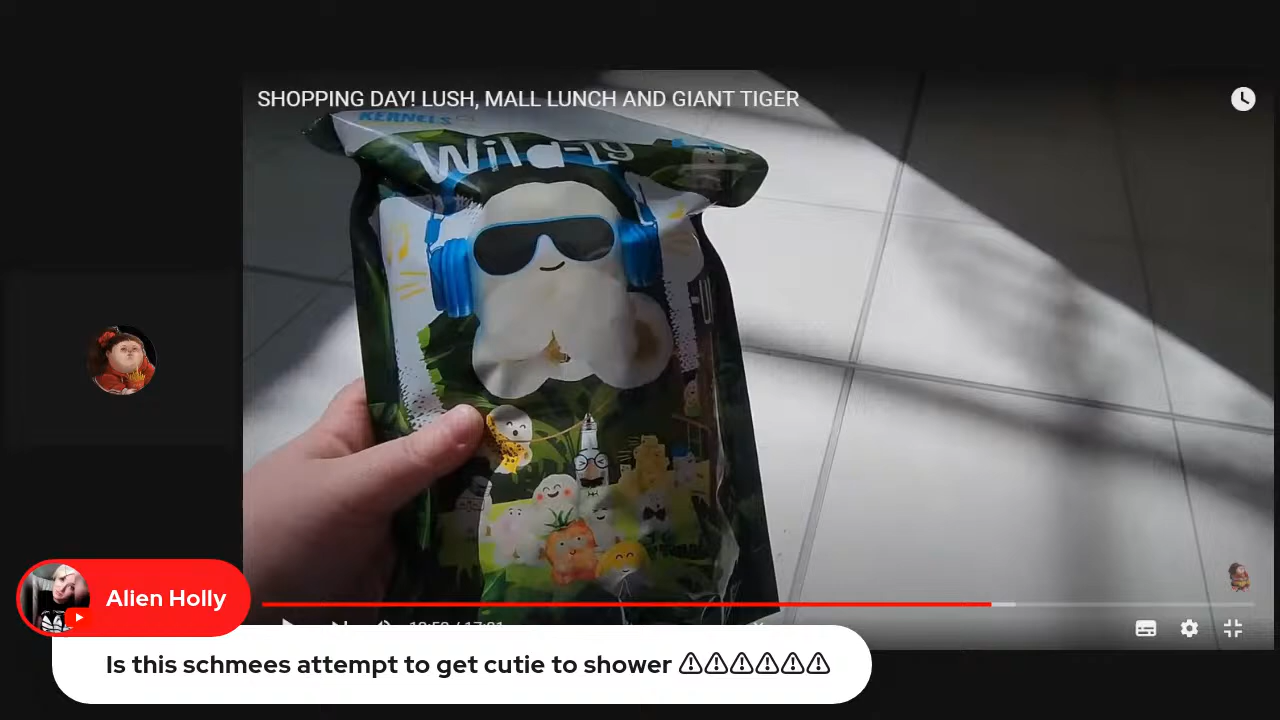 SHOPPING DAY! LUSH, MALL LUNCH AND GIANT TIGER
KERNELS
Wild-Ly
Alien Holly
Is this schmees attempt to get cutie to shower ⚠⚠⚠⚠⚠⚠